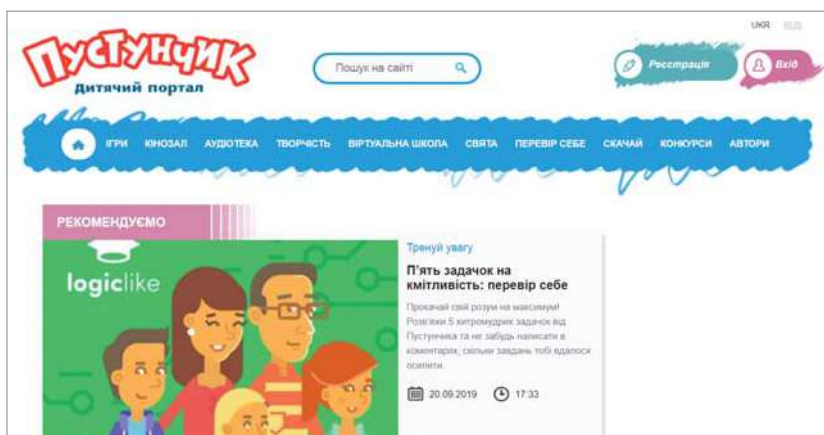 UKR RUS
ПУСТУНЧИК
Дитячий портал
Пошук на сайті
Реєстрація
Вхід
ІГРИ КІНОЗАЛ АУДІОТЕКА ТВОРЧІСТЬ ВІРТУАЛЬНА ШКОЛА СВЯТА ПЕРЕВІР СЕБЕ СКАЧАЙ КОНКУРСИ АВТОРИ
РЕКОМЕНДУЄМО
logiclike
Тренуй увагу
П'ять задачок на
кмітливість: перевір себе
Прокачай свій розум на максимум!
Розв'яжи 5 хитромудрих задачок від
Пустунчика та не забудь написати в
коментарях, скільки завдань тобі вдалося
осилити.
20.09.2019 17:33